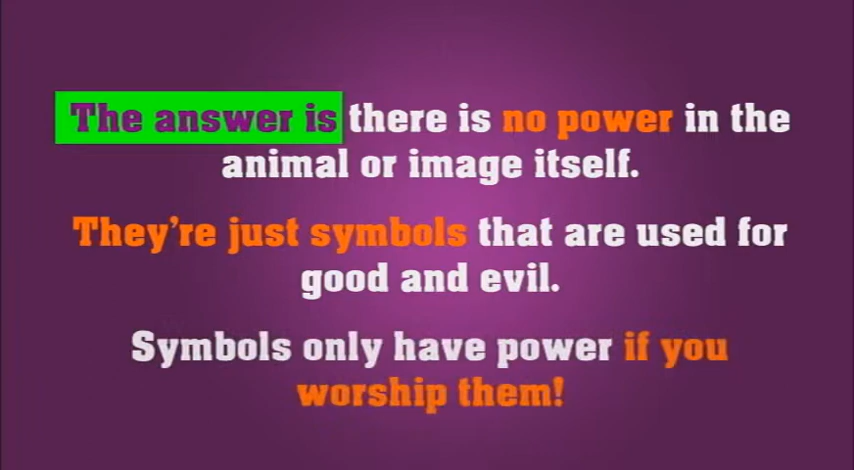 The answer is there is no power in the
animal or image itself.
They're just symbols that are used for
good and evil.
Symbols only have power if you
worship them!